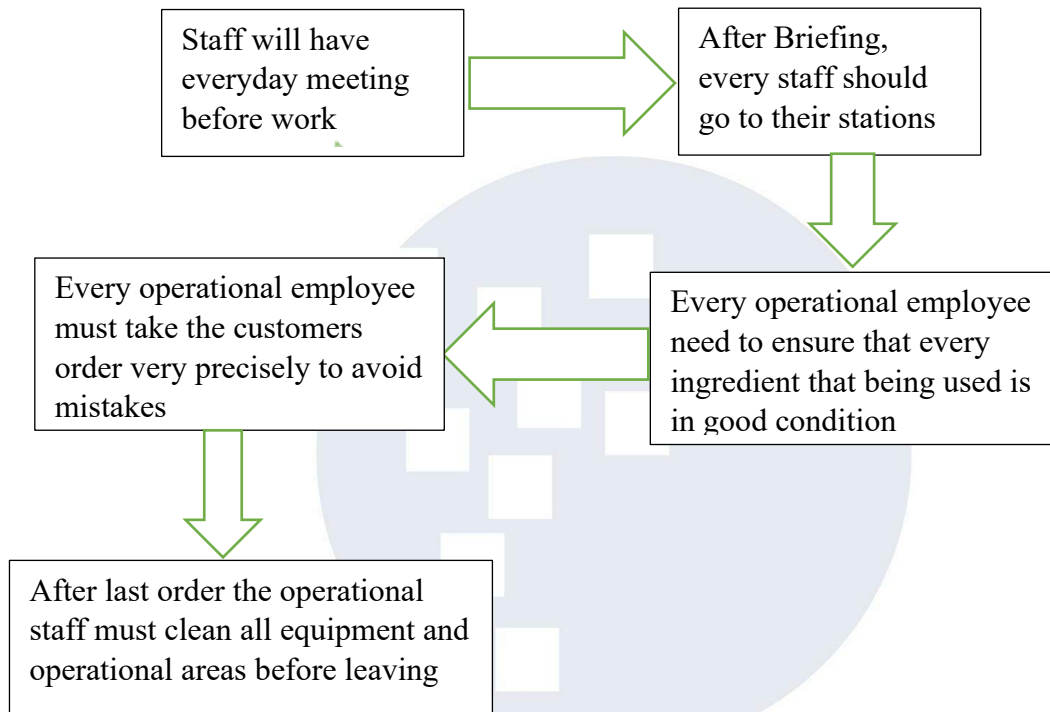 Staff will have
everyday meeting
before work
After Briefing,
every staff should
go to their stations
Every operational employee
need to ensure that every
ingredient that being used is
in good condition
Every operational employee
must take the customers
order very precisely to avoid
mistakes
After last order the operational
staff must clean all equipment and
operational areas before leaving